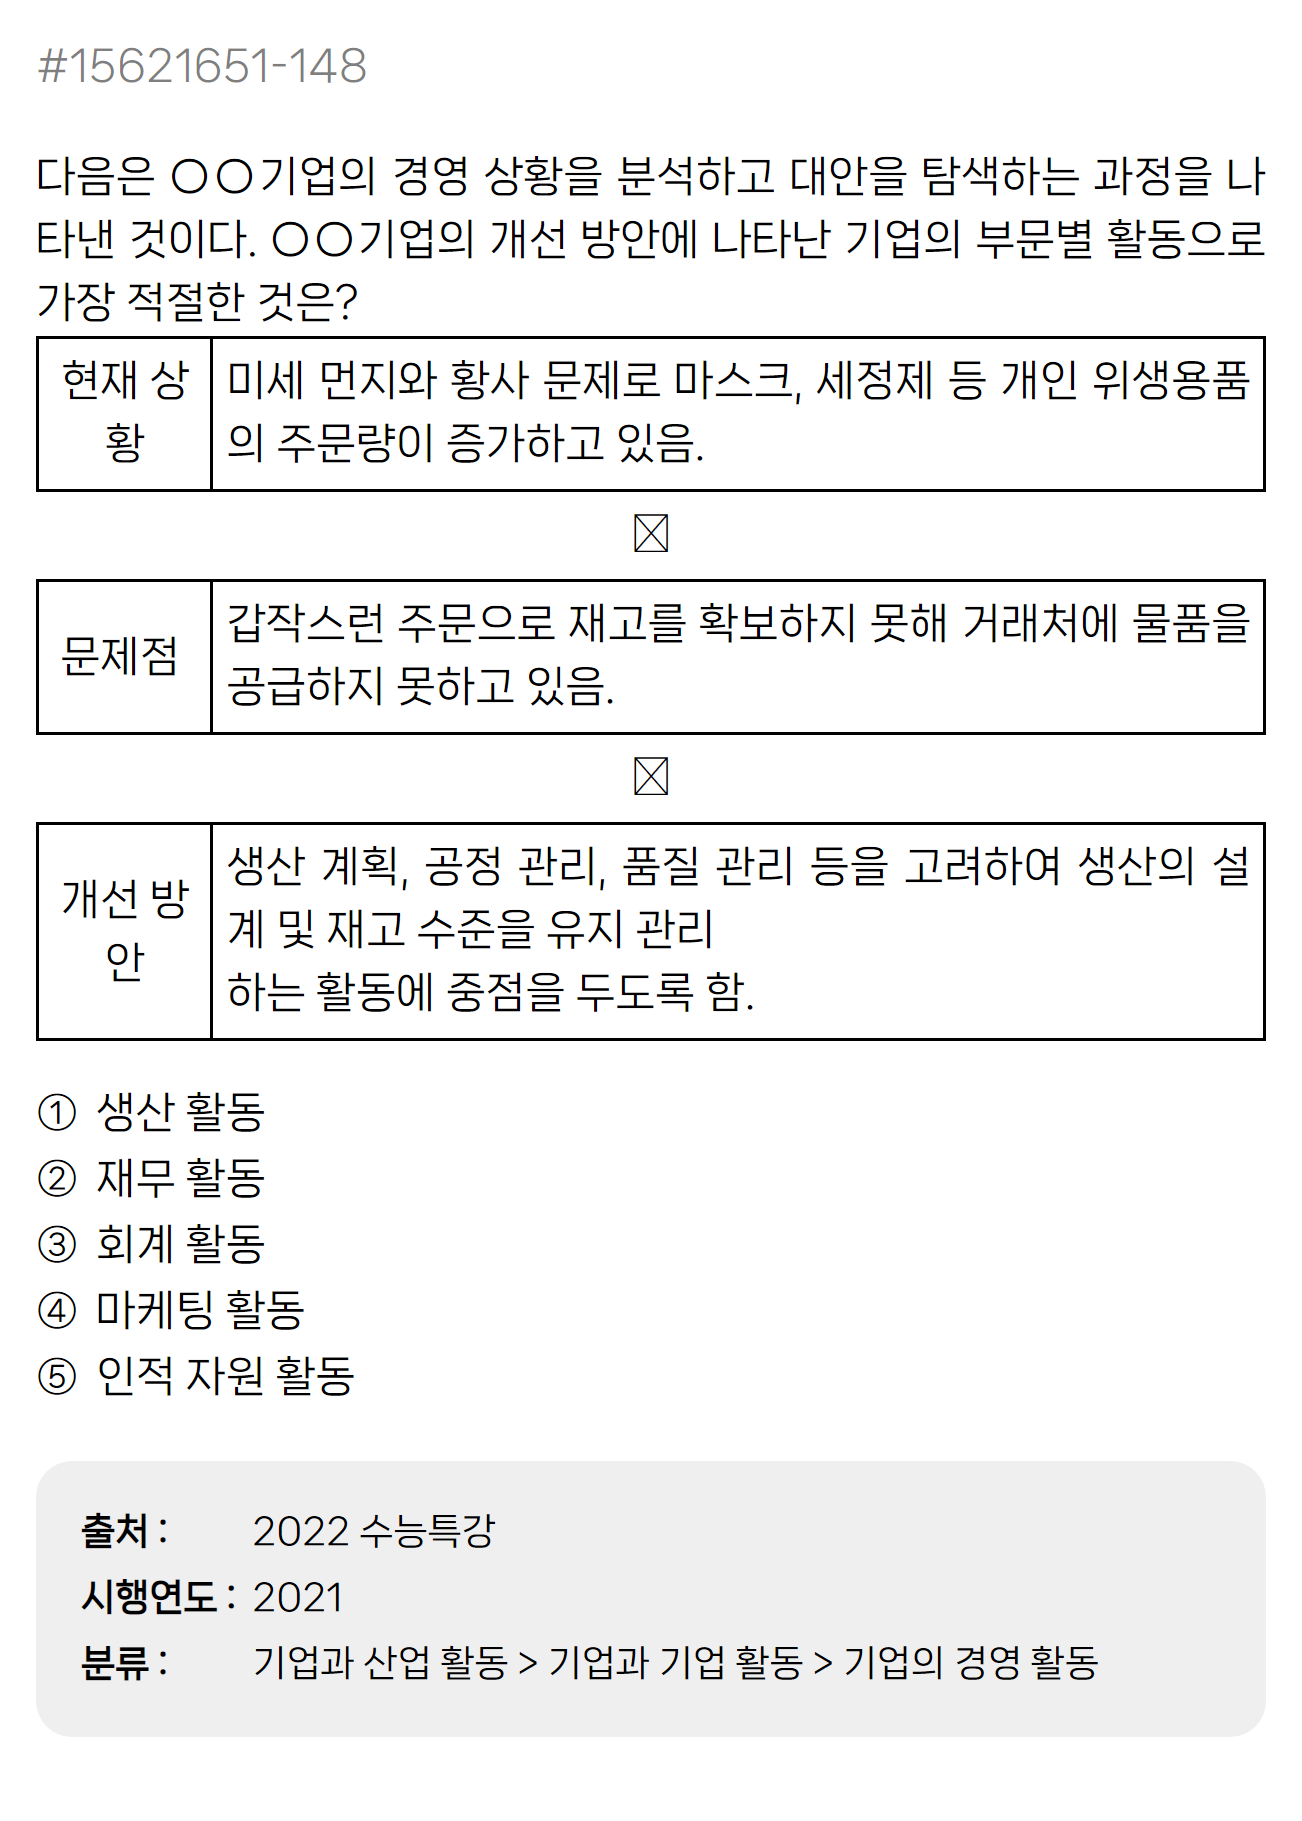 #15621651-148
다음은 ○○기업의 경영 상황을 분석하고 대안을 탐색하는 과정을 나
타낸 것이다. ○○기업의 개선 방안에 나타난 기업의 부문별 활동으로
가장 적절한 것은?
현재 상
황
미세 먼지와 황사 문제로 마스크, 세정제 등 개인 위생용품
의 주문량이 증가하고 있음.
문제점
갑작스런 주문으로 재고를 확보하지 못해 거래처에 물품을
공급하지 못하고 있음.
개선 방
안
생산 계획, 공정 관리, 품질 관리 등을 고려하여 생산의 설
계 및 재고 수준을 유지 관리
하는 활동에 중점을 두도록 함.
① 생산 활동
② 재무 활동
③ 회계 활동
④ 마케팅 활동
⑤ 인적 자원 활동
출처 : 2022 수능특강
시행연도 : 2021
분류 : 기업과 산업 활동 > 기업과 기업 활동 > 기업의 경영 활동